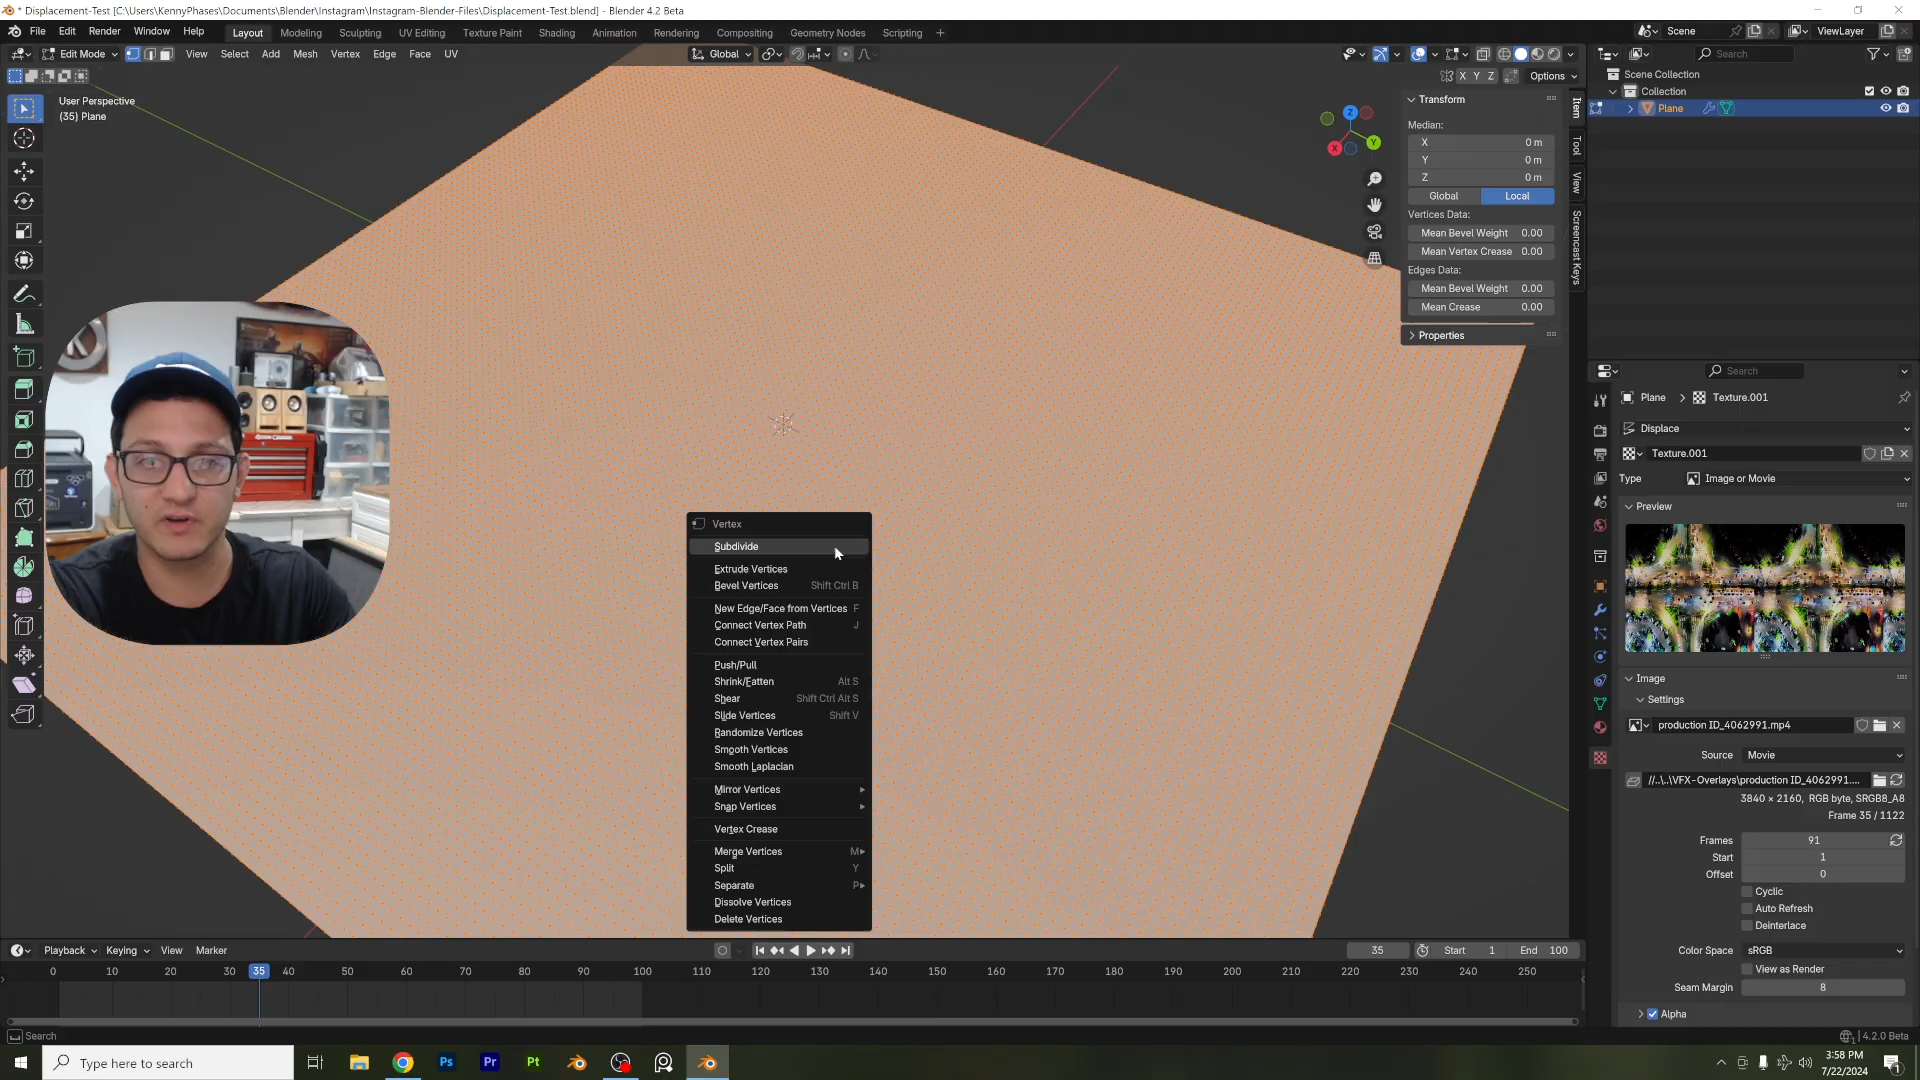 * Displacement-Test [C:\Users\KennyPhases\Documents\Blender\Instagram\Instagram-Blender-Files\Displacement-Test.blend] - Blender 4.2 Beta
File Edit Render Window Help Layout Modeling Sculpting UV Editing Texture Paint Shading Animation Rendering Compositing Geometry Nodes Scripting + Scene ViewLayer
Edit Mode View Select Add Mesh Vertex Edge Face UV Global Search
X Y Z Options
User Perspective
(35) Plane
Z
Y
X
Transform
Median:
X 0 m
Y 0 m
Z 0 m
Global Local
Vertices Data:
Mean Bevel Weight 0.00
Mean Vertex Crease 0.00
Edges Data:
Mean Bevel Weight 0.00
Mean Crease 0.00
Properties
Item
Tool
View
Screencast Keys
Scene Collection
Collection
Plane
Search
Plane > Texture.001
Displace
Texture.001
Type Image or Movie
Preview
Image
Settings
production ID_4062991.mp4
Source Movie
//..\..\VFX-Overlays\production ID_4062991....
3840 × 2160, RGB byte, SRGB8_A8
Frame 35 / 1122
Frames 91
Start 1
Offset 0
Cyclic
Auto Refresh
Deinterlace
Color Space sRGB
View as Render
Seam Margin 8
Alpha
Vertex
Subdivide
Extrude Vertices
Bevel Vertices Shift Ctrl B
New Edge/Face from Vertices F
Connect Vertex Path J
Connect Vertex Pairs
Push/Pull
Shrink/Fatten Alt S
Shear Shift Ctrl Alt S
Slide Vertices Shift V
Randomize Vertices
Smooth Vertices
Smooth Laplacian
Mirror Vertices
Snap Vertices
Vertex Crease
Merge Vertices M
Split Y
Separate P
Dissolve Vertices
Delete Vertices
Playback Keying View Marker 35 Start 1 End 100
0 10 20 30 35 40 50 60 70 80 90 100 110 120 130 140 150 160 170 180 190 200 210 220 230 240 250
Search 4.2.0 Beta
Type here to search Ps Pr Pt
3:58 PM
7/22/2024
1